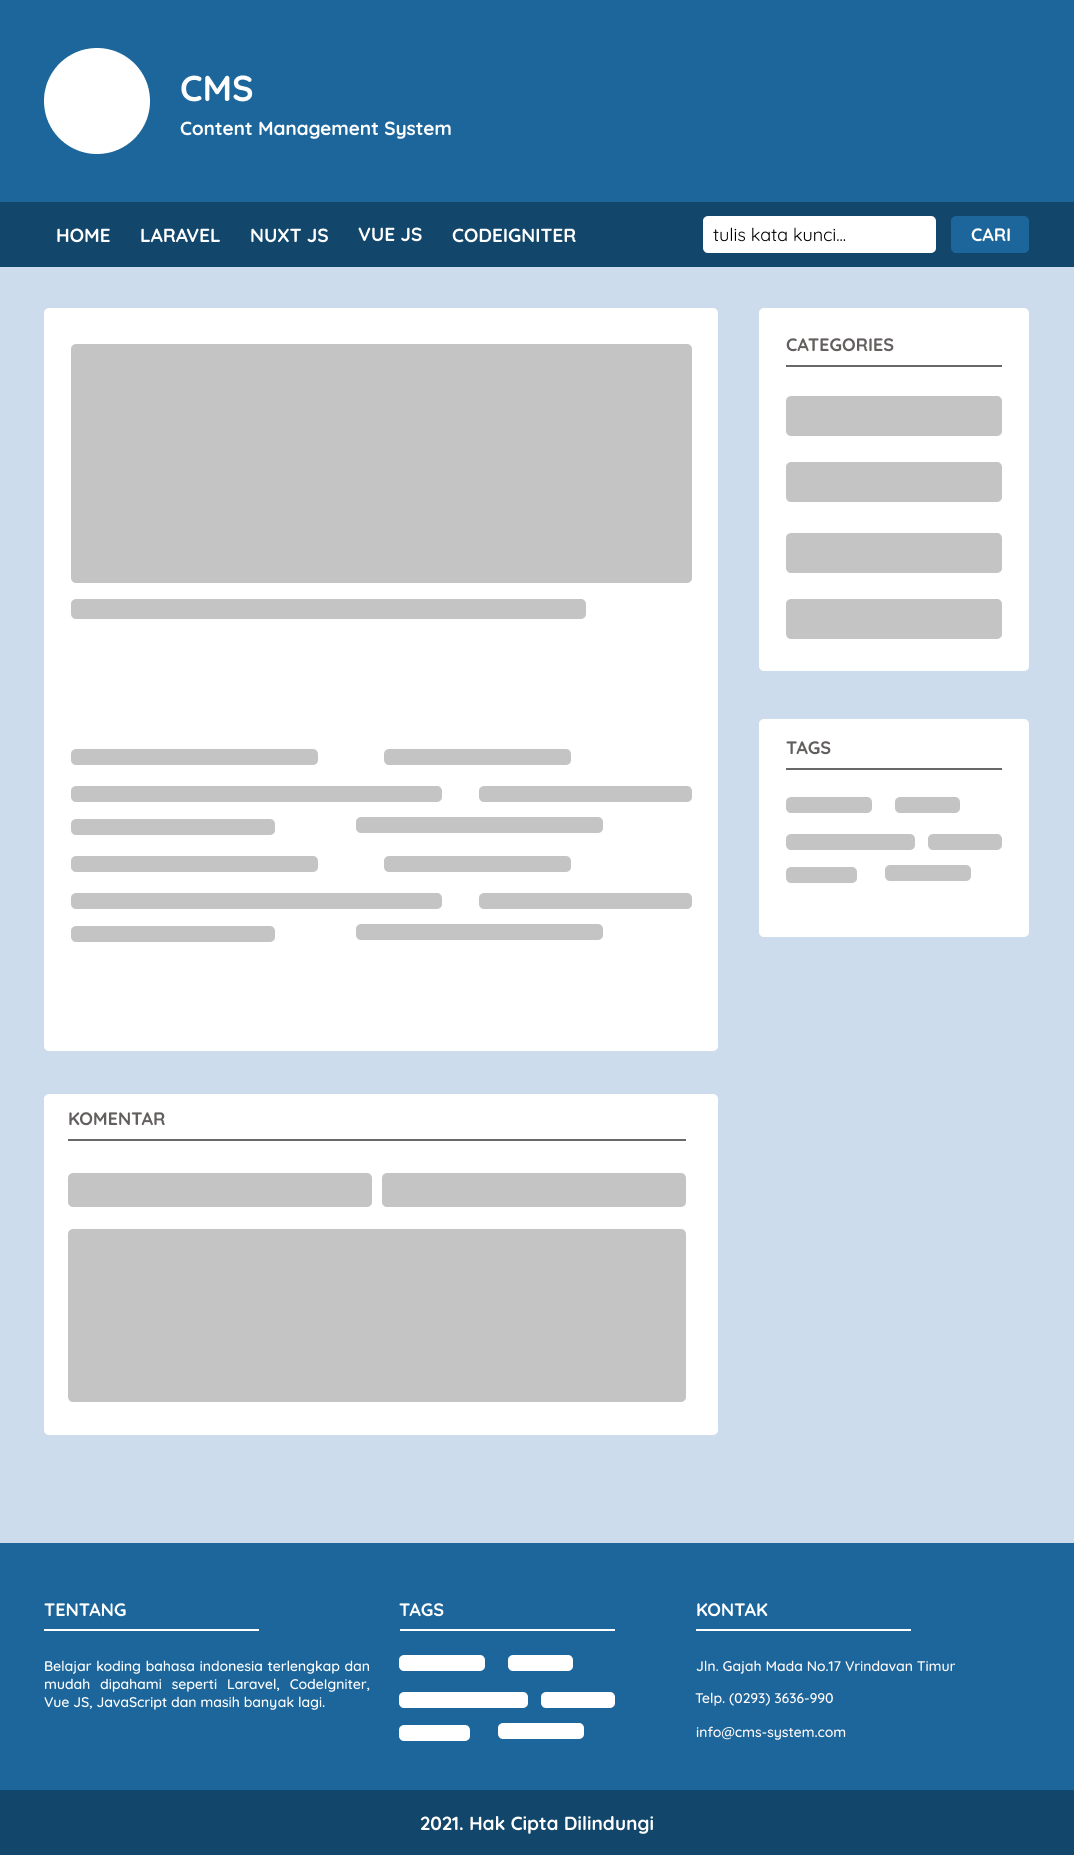 CMS
Content Management System
HOME LARAVEL NUXT JS VUE JS CODEIGNITER tulis kata kunci... CARI
CATEGORIES
TAGS
KOMENTAR
TENTANG
Belajar koding bahasa indonesia terlengkap dan
mudah dipahami seperti Laravel, CodeIgniter,
Vue JS, JavaScript dan masih banyak lagi.
TAGS
KONTAK
Jln. Gajah Mada No.17 Vrindavan Timur
Telp. (0293) 3636-990
info@cms-system.com
2021. Hak Cipta Dilindungi